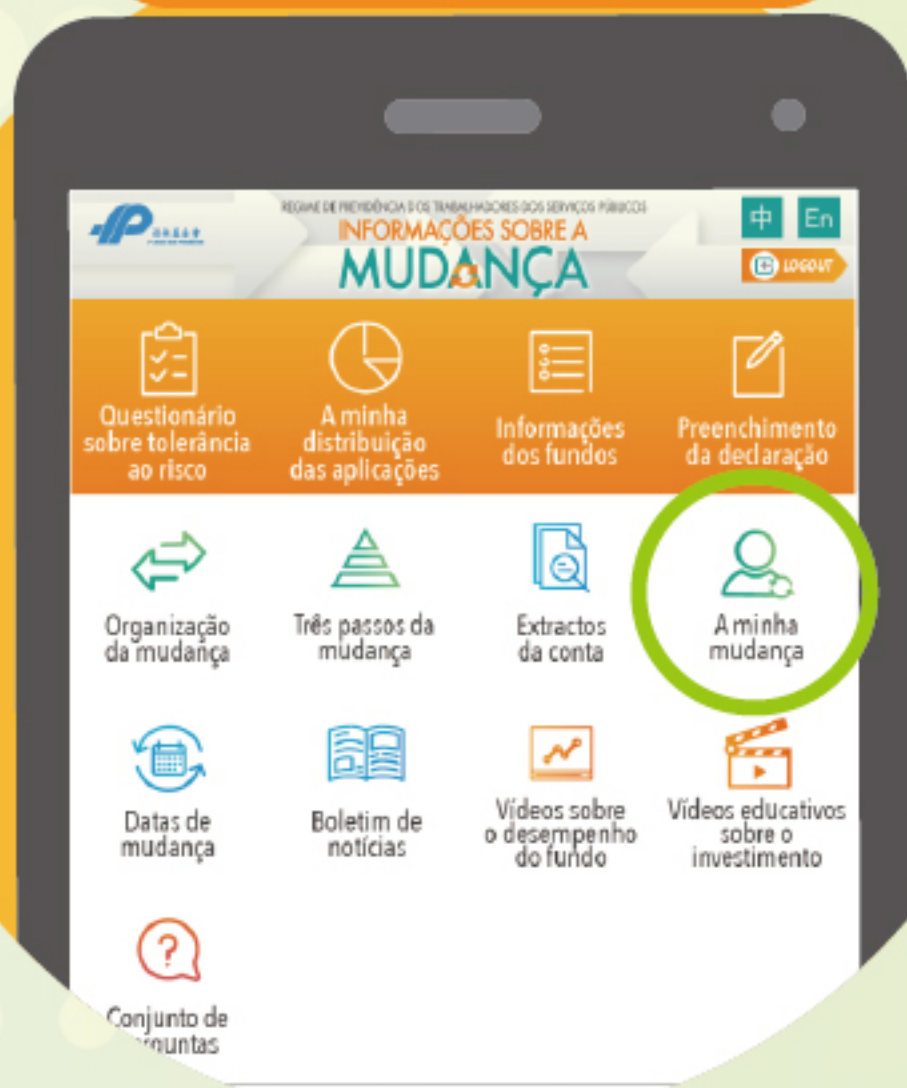 REGIME DE PREVIDÊNCIA DOS TRABALHADORES DOS SERVIÇOS PÚBLICOS
INFORMAÇÕES SOBRE A
MUDANÇA
中 En
LOGOUT
Questionário
sobre tolerância
ao risco
A minha
distribuição
das aplicações
Informações
dos fundos
Preenchimento
da declaração
Organização
da mudança
Três passos da
mudança
Extractos
da conta
A minha
mudança
Datas de
mudança
Boletim de
notícias
Vídeos sobre
o desempenho
do fundo
Vídeos educativos
sobre o
investimento
Conjunto de